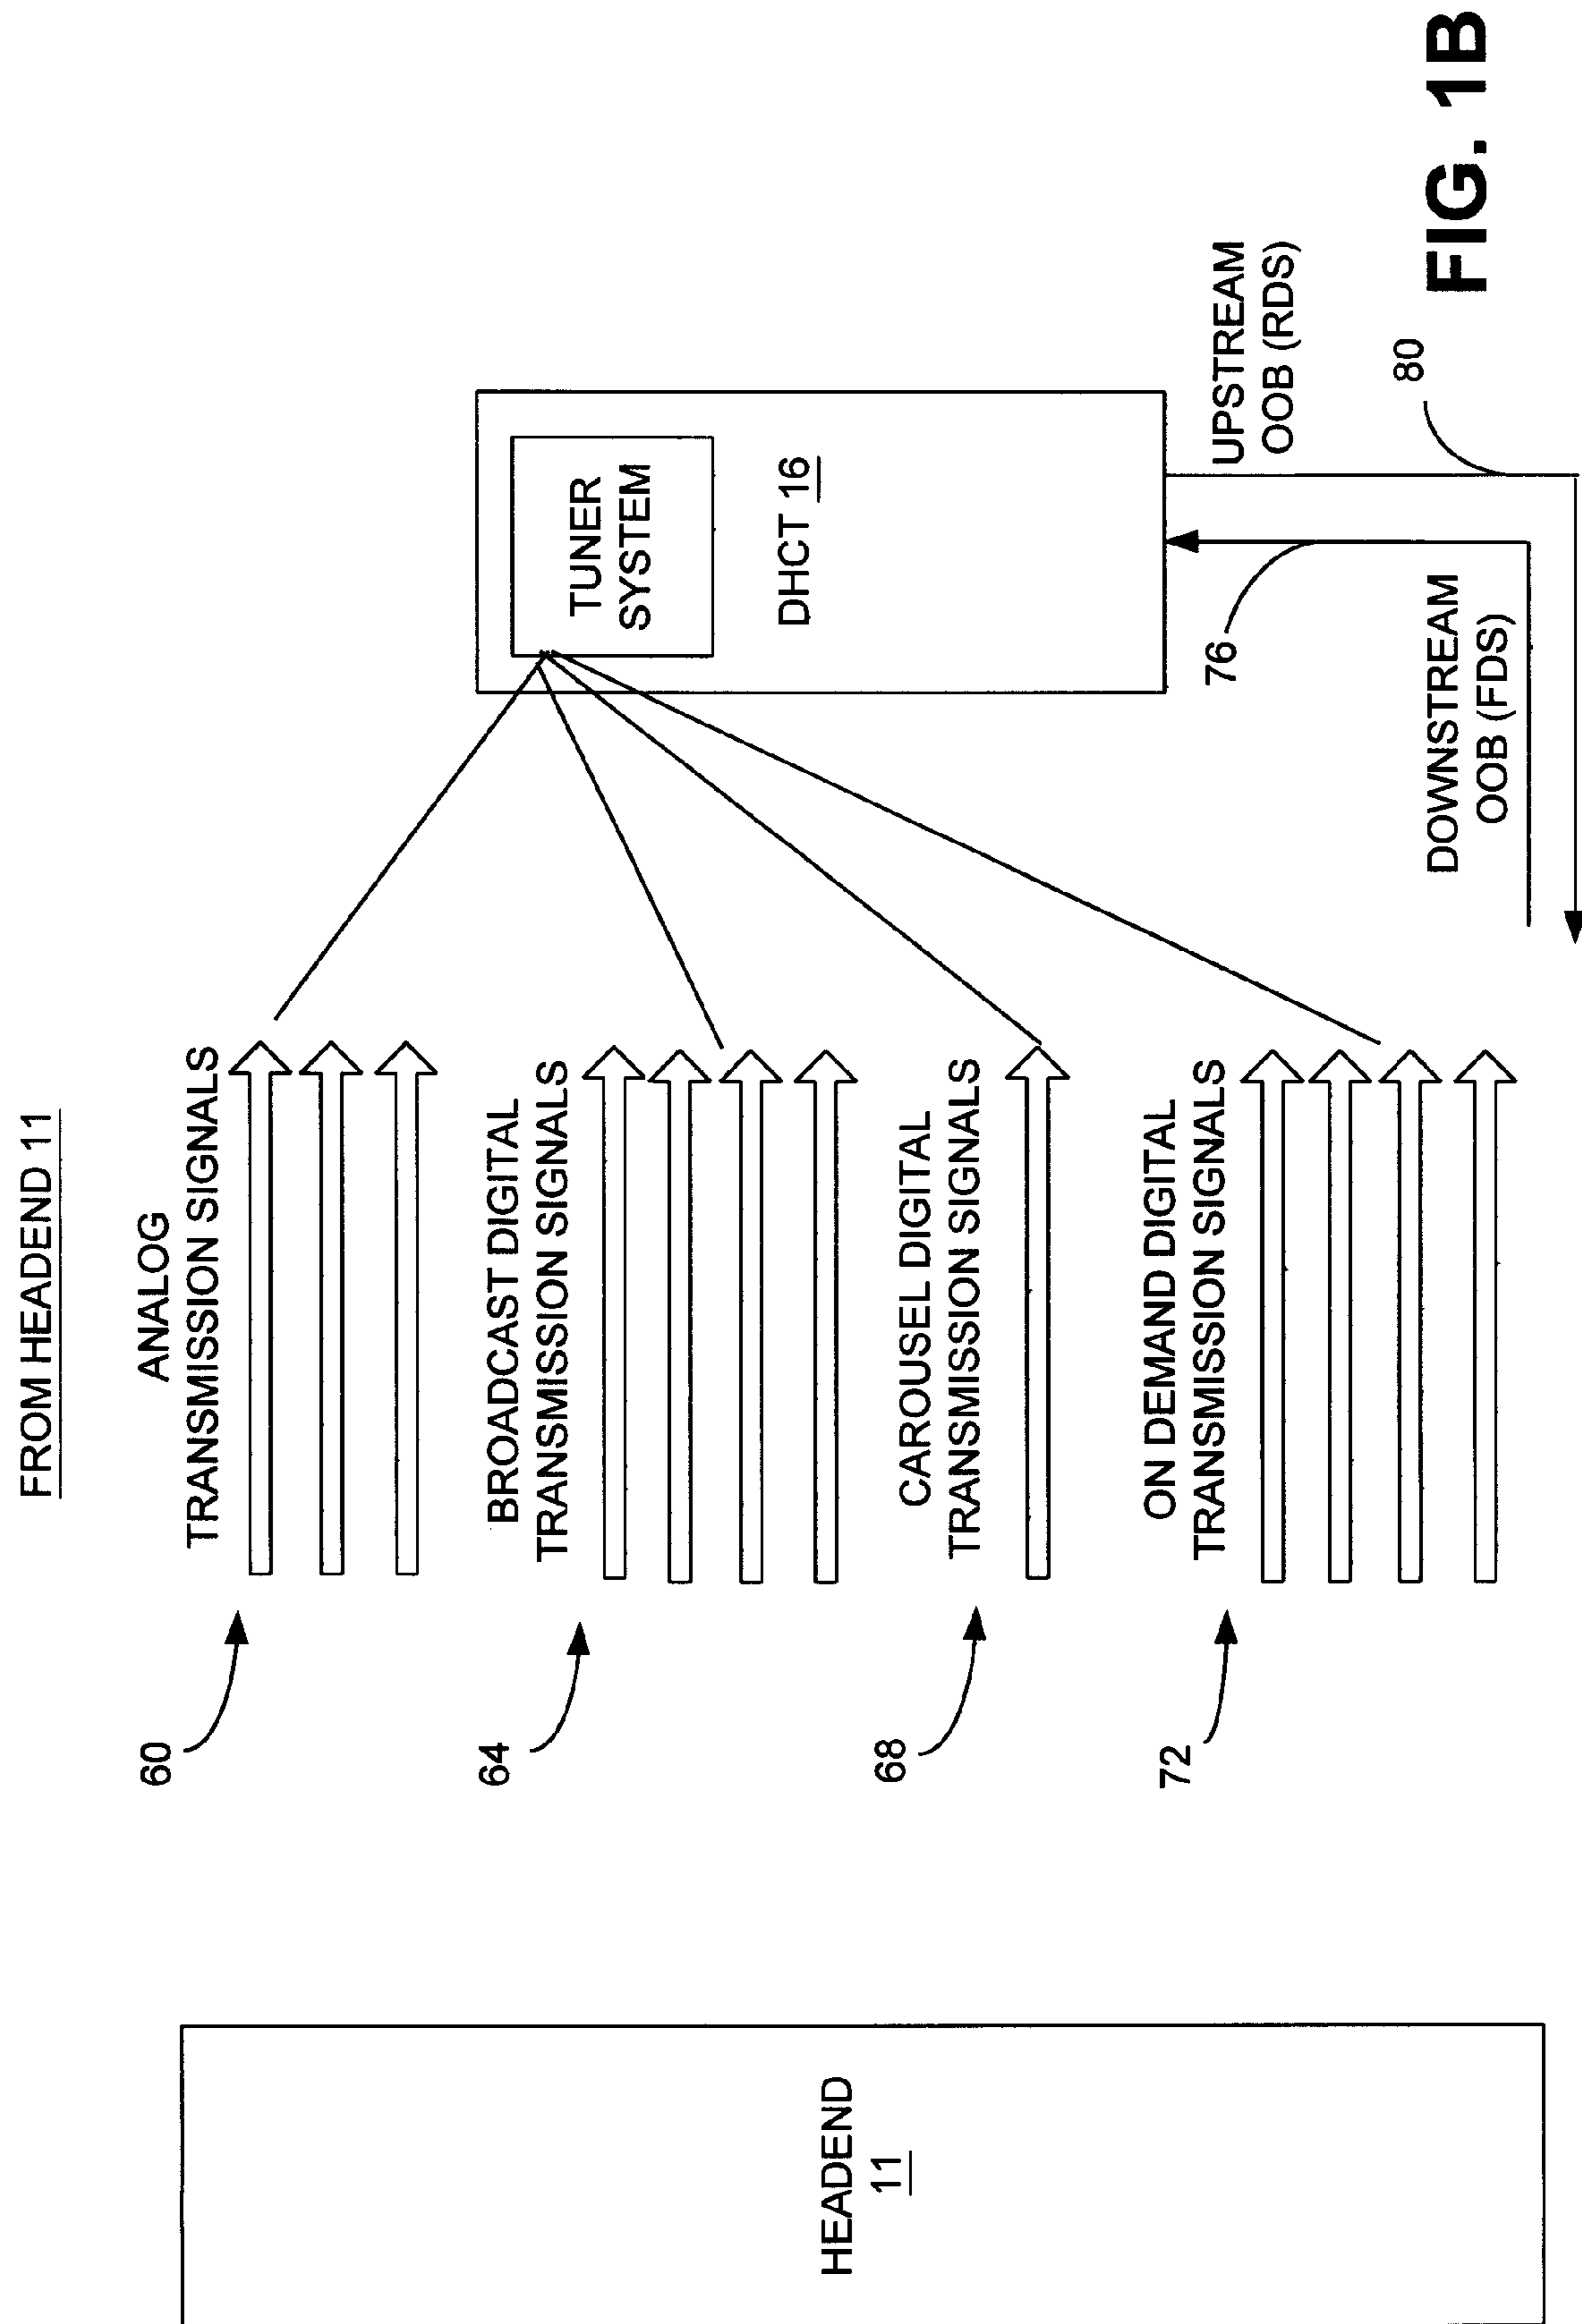 FROM HEADEND 11
ANALOG
TRANSMISSION SIGNALS
60
BROADCAST DIGITAL
TRANSMISSION SIGNALS
64
CAROUSEL DIGITAL
TRANSMISSION SIGNALS
68
ON DEMAND DIGITAL
TRANSMISSION SIGNALS
72
HEADEND
11
TUNER
SYSTEM
DHCT 16
76
DOWNSTREAM
OOB (FDS)
UPSTREAM
OOB (RDS)
80
FIG. 1B